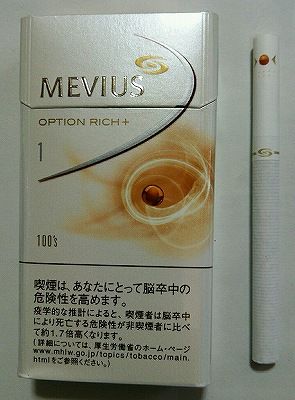 MEVIUS
OPTION RICH+
1
100's
喫煙は、あなたにとって脳卒中の
危険性を高めます。
疫学的な推計によると、喫煙者は脳卒中
により死亡する危険性が非喫煙者に比べ
て約1.7倍高くなります。
(詳細については、厚生労働省のホーム・ページ
www.mhlw.go.jp/topics/tobacco/main.
htmlをご参照ください。)